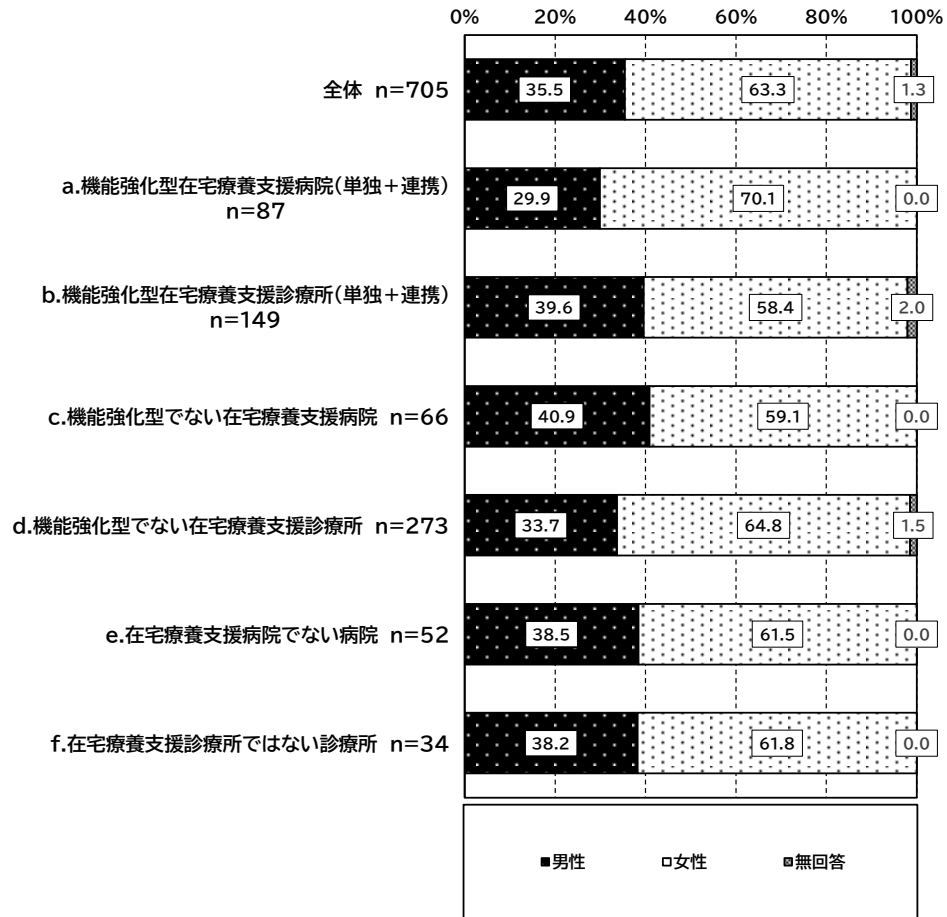 0% 20% 40% 60% 80% 100%
全体 n=705 35.5 63.3 1.3
a.機能強化型在宅療養支援病院(単独+連携)
n=87 29.9 70.1 0.0
b.機能強化型在宅療養支援診療所(単独+連携)
n=149 39.6 58.4 2.0
c.機能強化型でない在宅療養支援病院 n=66 40.9 59.1 0.0
d.機能強化型でない在宅療養支援診療所 n=273 33.7 64.8 1.5
e.在宅療養支援病院でない病院 n=52 38.5 61.5 0.0
f.在宅療養支援診療所ではない診療所 n=34 38.2 61.8 0.0
男性 女性 無回答